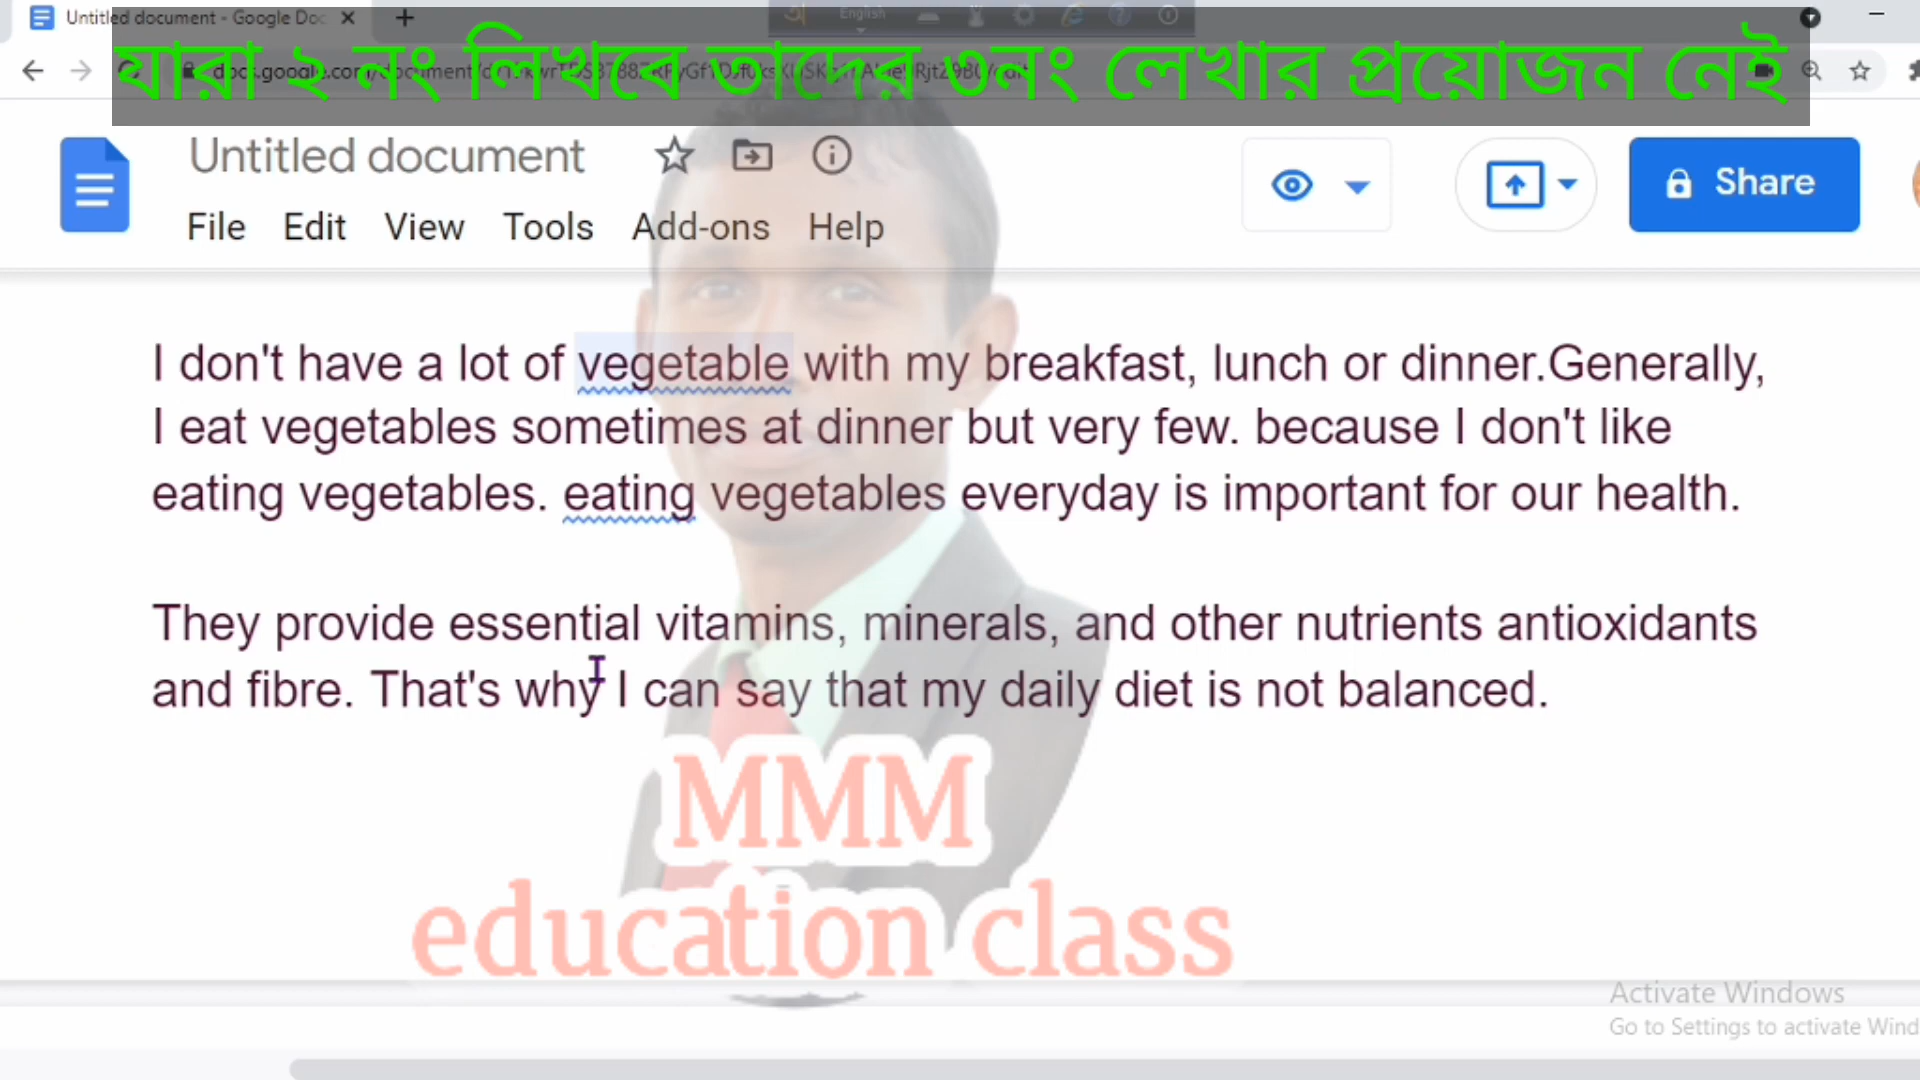 Untitled document - Google Doc
English
যারা ২ নং লিখবে তাদের ৩নং লেখার প্রয়োজন নেই
Untitled document
Share
File Edit View Tools Add-ons Help
I don't have a lot of vegetable with my breakfast, lunch or dinner.Generally,
I eat vegetables sometimes at dinner but very few. because I don't like
eating vegetables. eating vegetables everyday is important for our health.
They provide essential vitamins, minerals, and other nutrients antioxidants
and fibre. That's why I can say that my daily diet is not balanced.
MMM
education class
Activate Windows
Go to Settings to activate Wind